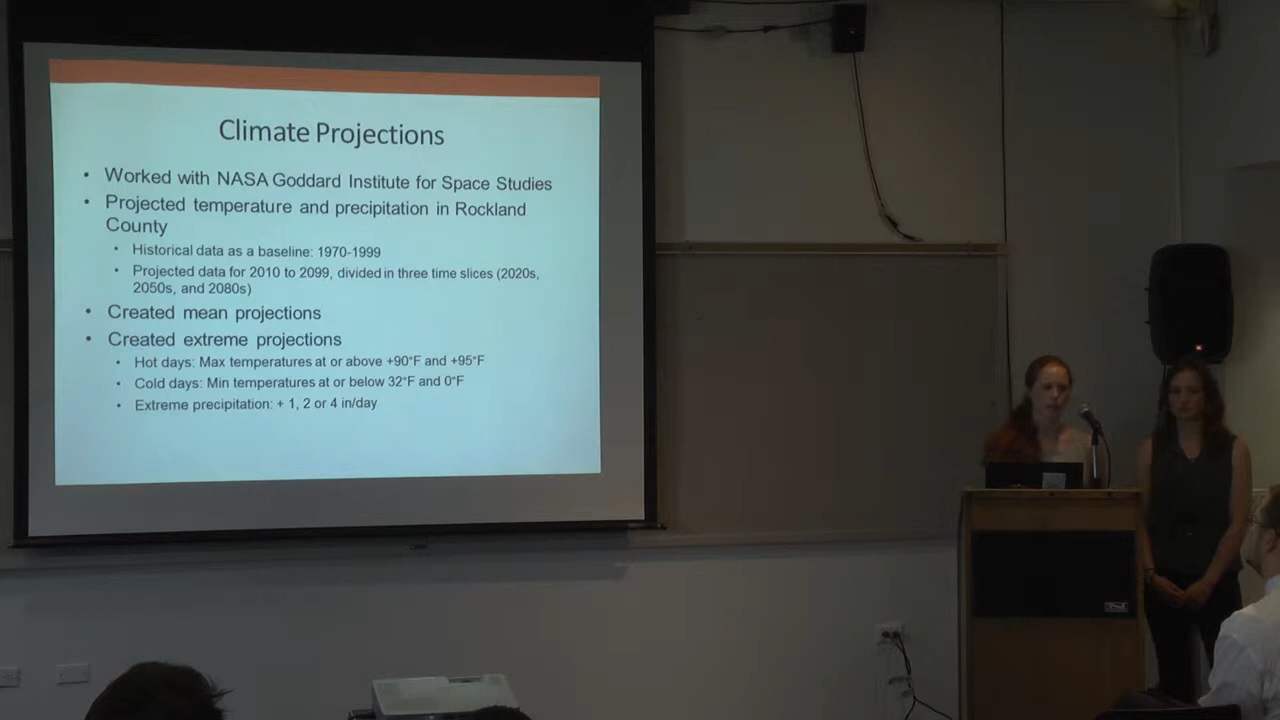 Climate Projections
• Worked with NASA Goddard Institute for Space Studies
• Projected temperature and precipitation in Rockland
County
• Historical data as a baseline: 1970-1999
• Projected data for 2010 to 2099, divided in three time slices (2020s,
2050s, and 2080s)
• Created mean projections
• Created extreme projections
• Hot days: Max temperatures at or above +90°F and +95°F
• Cold days: Min temperatures at or below 32°F and 0°F
• Extreme precipitation: + 1, 2 or 4 in/day